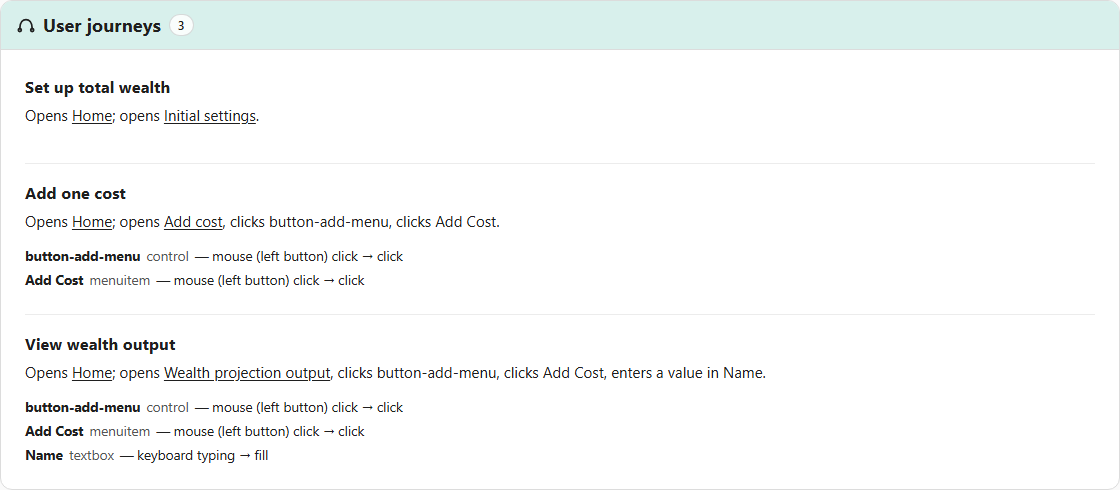 User journeys 3
Set up total wealth
Opens Home; opens Initial settings.
Add one cost
Opens Home; opens Add cost, clicks button-add-menu, clicks Add Cost.
button-add-menu control — mouse (left button) click → click
Add Cost menuitem — mouse (left button) click → click
View wealth output
Opens Home; opens Wealth projection output, clicks button-add-menu, clicks Add Cost, enters a value in Name.
button-add-menu control — mouse (left button) click → click
Add Cost menuitem — mouse (left button) click → click
Name textbox — keyboard typing → fill